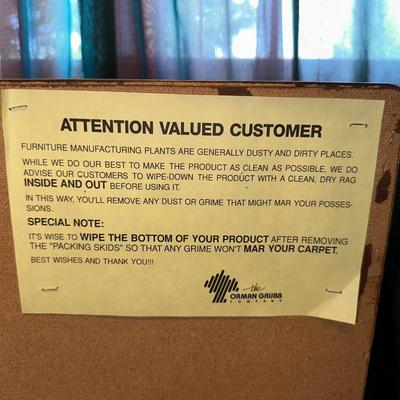 ATTENTION VALUED CUSTOMER
FURNITURE MANUFACTURING PLANTS ARE GENERALLY DUSTY AND DIRTY PLACES.
WHILE WE DO OUR BEST TO MAKE THE PRODUCT AS CLEAN AS POSSIBLE, WE DO
ADVISE OUR CUSTOMERS TO WIPE-DOWN THE PRODUCT WITH A CLEAN, DRY RAG
INSIDE AND OUT BEFORE USING IT.
IN THIS WAY, YOU'LL REMOVE ANY DUST OR GRIME THAT MIGHT MAR YOUR POSSES-
SIONS.
SPECIAL NOTE:
IT'S WISE TO WIPE THE BOTTOM OF YOUR PRODUCT AFTER REMOVING
THE "PACKING SKIDS" SO THAT ANY GRIME WON'T MAR YOUR CARPET.
BEST WISHES AND THANK YOU!!!
the
ORMAN GRUBB
COMPANY